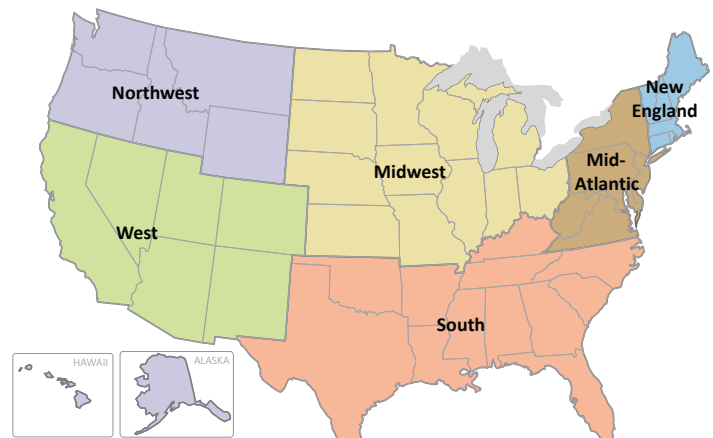 Northwest
New
England
Mid-
Atlantic
Midwest
West
South
HAWAII
ALASKA